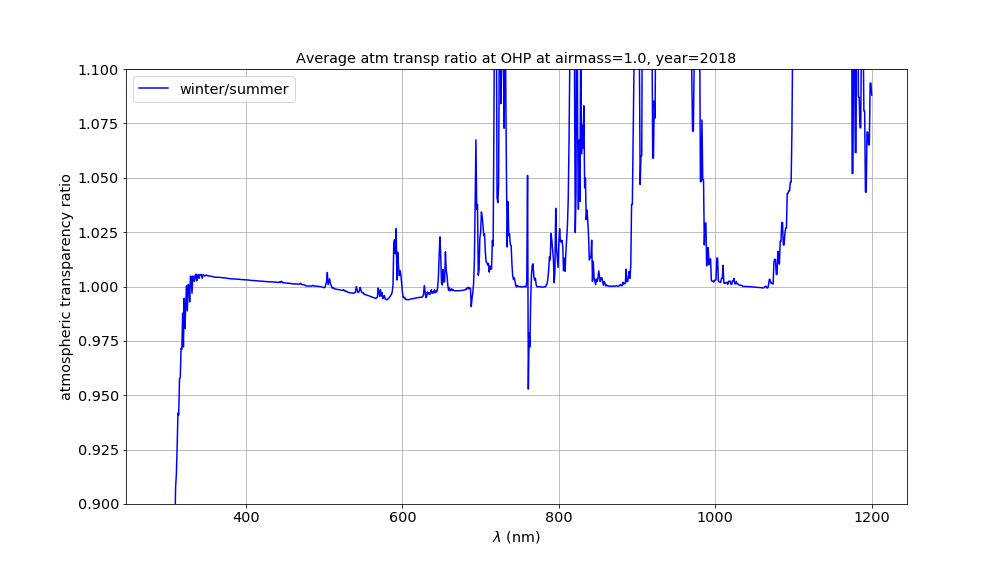 Average atm transp ratio at OHP at airmass=1.0, year=2018
winter/summer
atmospheric transparency ratio
1.100
1.075
1.050
1.025
1.000
0.975
0.950
0.925
0.900
400 600 800 1000 1200
λ (nm)